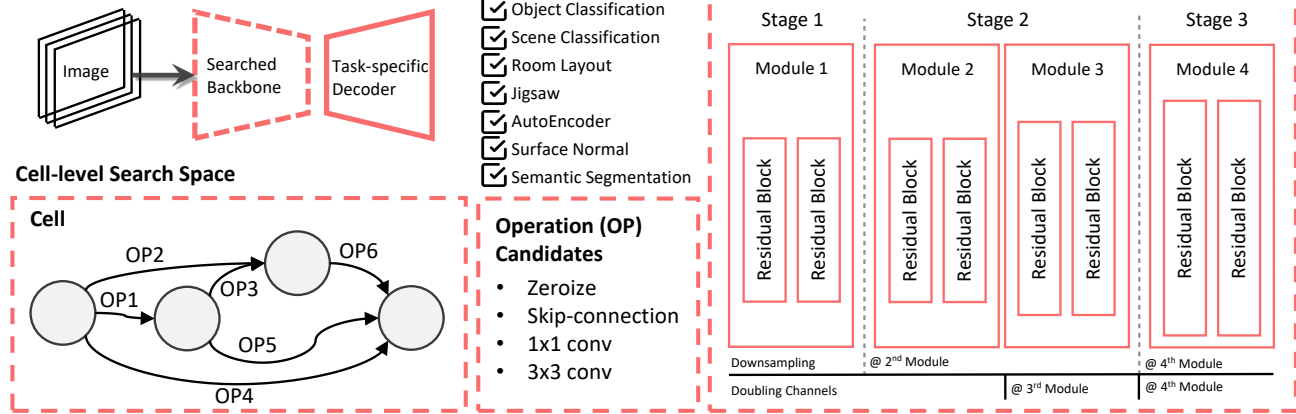 Image
Searched
Backbone
Task-specific
Decoder
Object Classification
Scene Classification
Room Layout
Jigsaw
AutoEncoder
Surface Normal
Semantic Segmentation
Cell-level Search Space
Cell
OP2
OP6
OP1
OP3
OP5
OP4
Operation (OP)
Candidates
• Zeroize
• Skip-connection
• 1x1 conv
• 3x3 conv
Stage 1
Stage 2
Stage 3
Module 1
Module 2
Module 3
Module 4
Residual Block
Residual Block
Residual Block
Residual Block
Residual Block
Residual Block
Residual Block
Residual Block
Downsampling
@ 2nd Module
@ 4th Module
Doubling Channels
@ 3rd Module
@ 4th Module